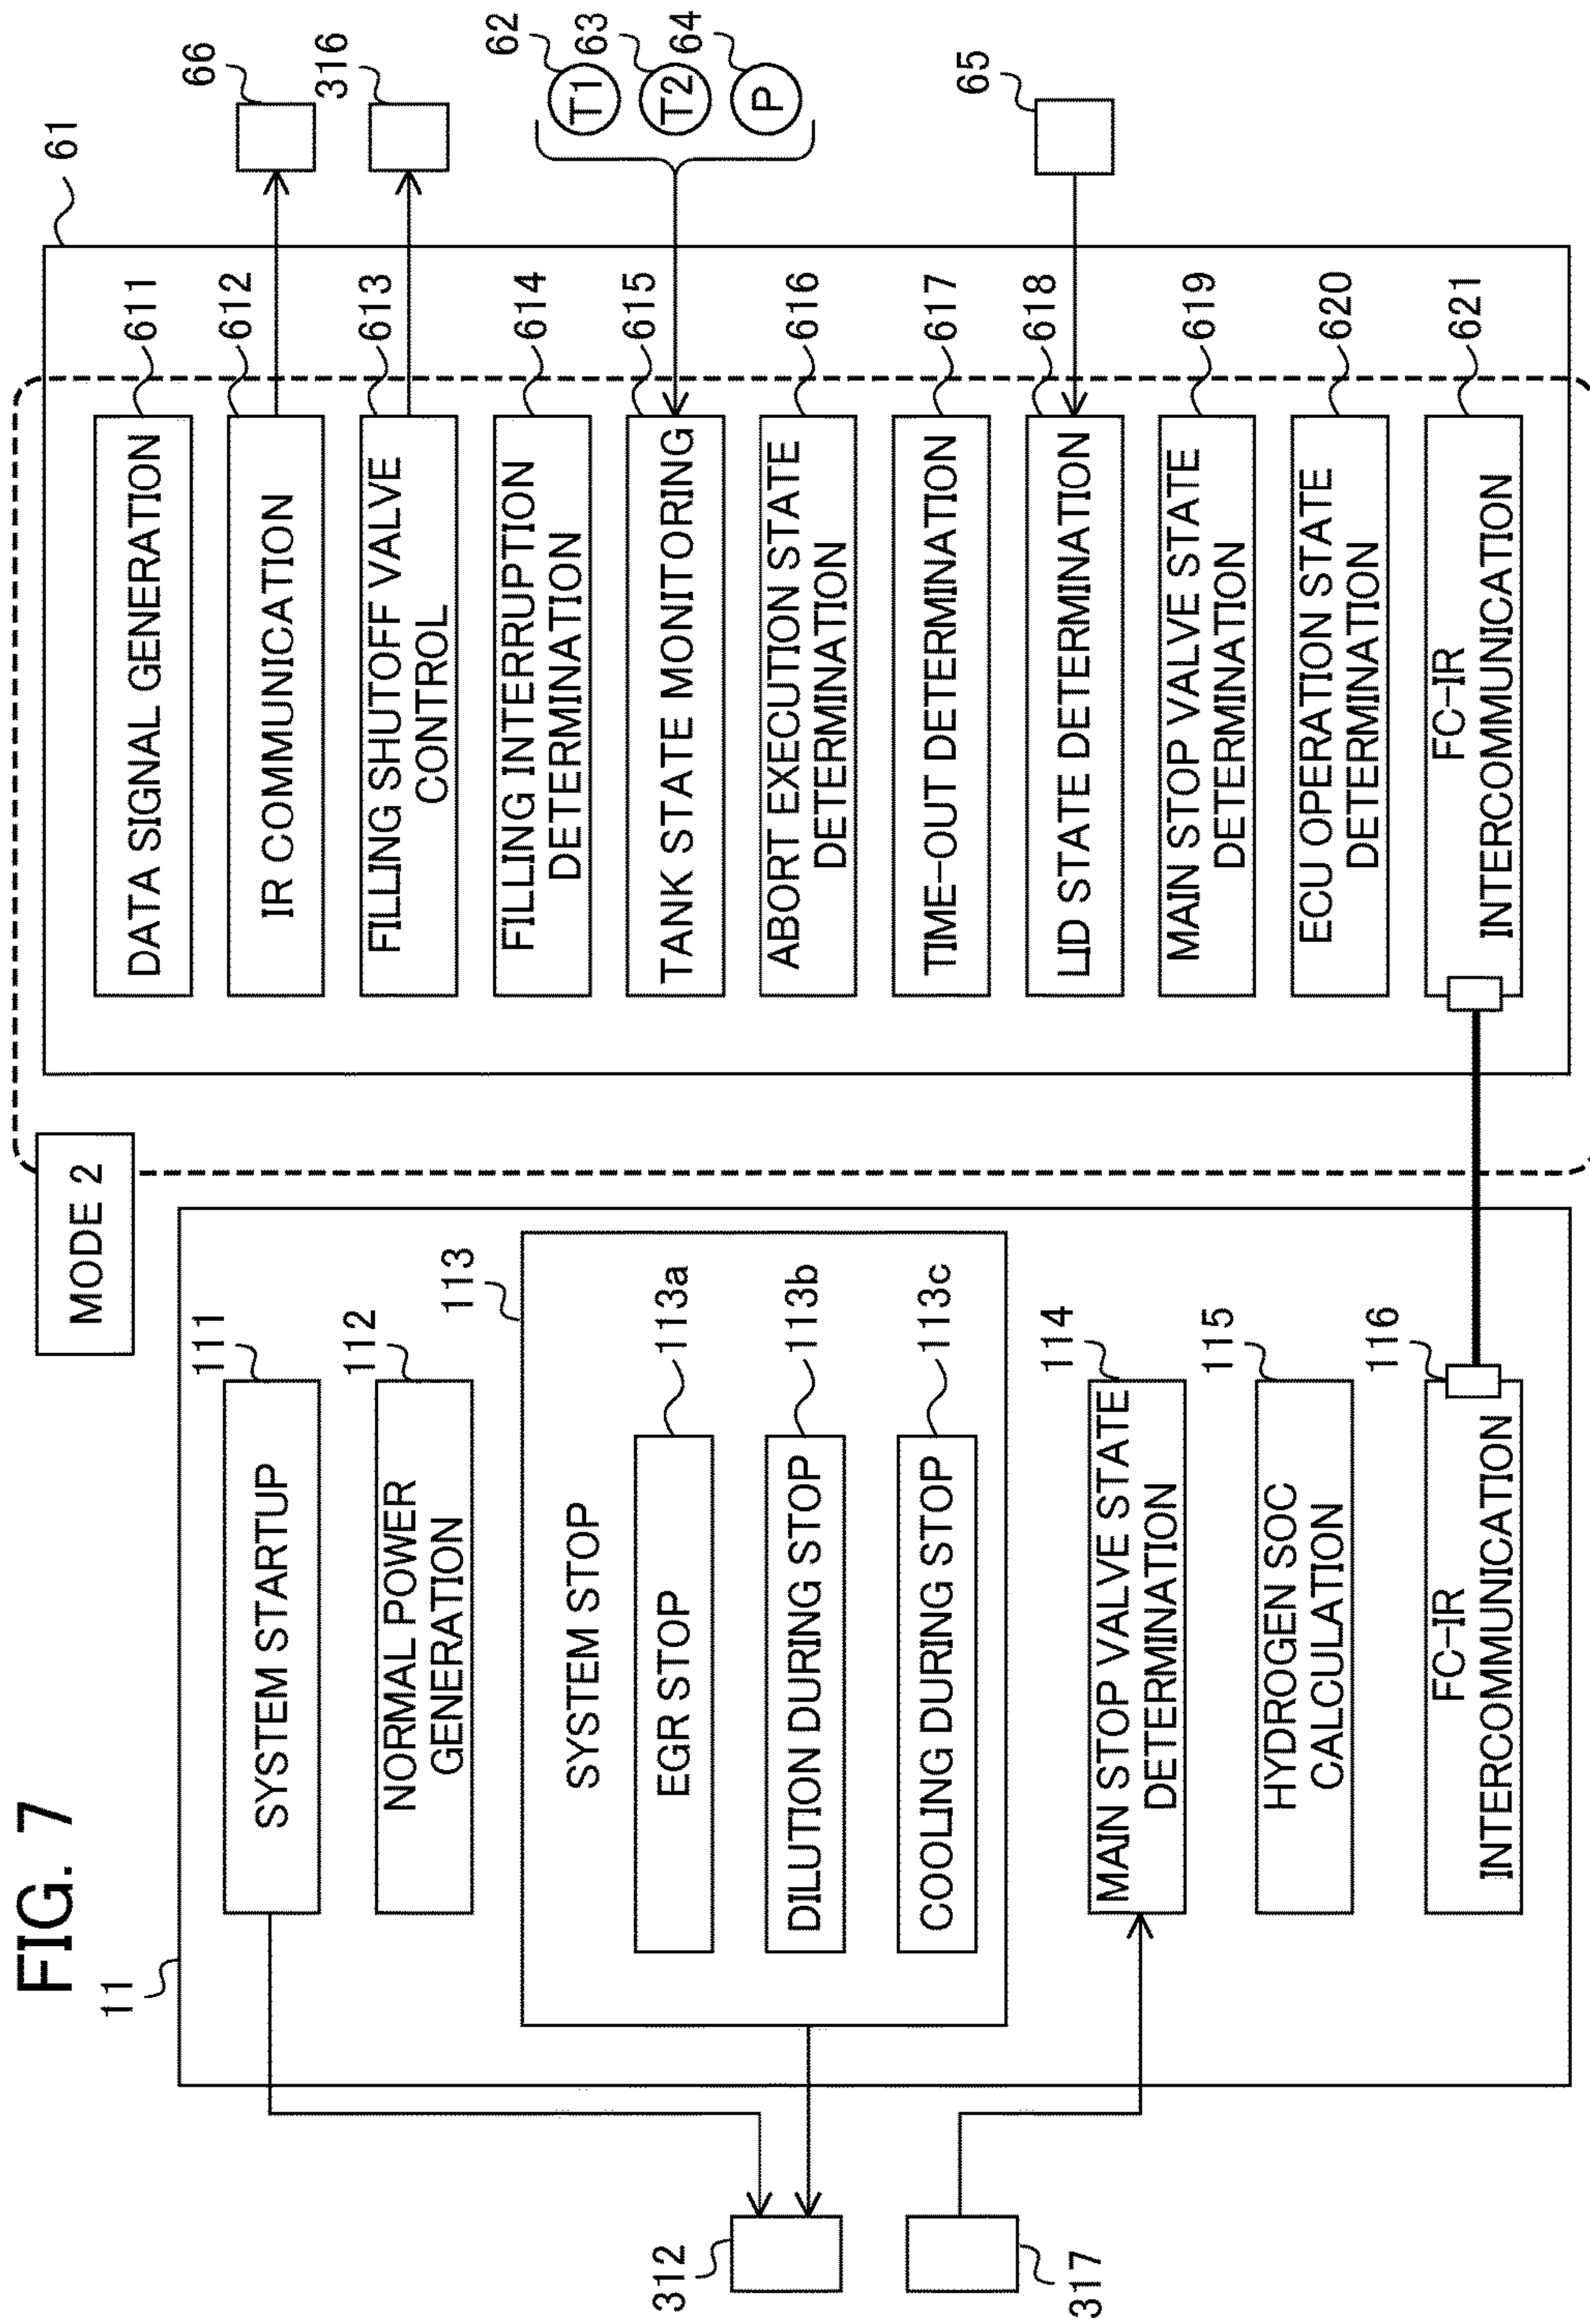 FIG. 7
MODE 2
11
111
SYSTEM STARTUP
112
NORMAL POWER
GENERATION
113
SYSTEM STOP
EGR STOP
113a
DILUTION DURING STOP
113b
COOLING DURING STOP
113c
114
MAIN STOP VALVE STATE
DETERMINATION
115
HYDROGEN SOC
CALCULATION
116
FC-IR
INTERCOMMUNICATION
312
317
61
DATA SIGNAL GENERATION
611
IR COMMUNICATION
612
FILLING SHUTOFF VALVE
CONTROL
613
FILLING INTERRUPTION
DETERMINATION
614
TANK STATE MONITORING
615
ABORT EXECUTION STATE
DETERMINATION
616
TIME-OUT DETERMINATION
617
LID STATE DETERMINATION
618
MAIN STOP VALVE STATE
DETERMINATION
619
ECU OPERATION STATE
DETERMINATION
620
FC-IR
INTERCOMMUNICATION
621
66
316
T1
62
T2
63
P
64
65